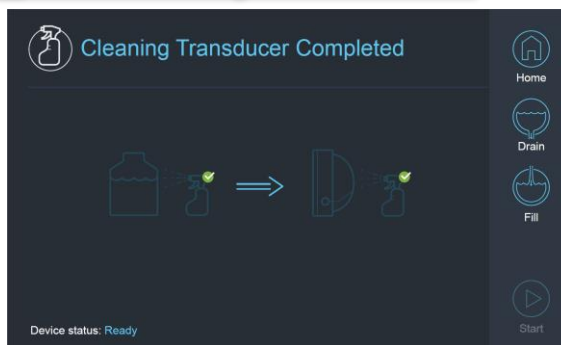 Cleaning Transducer Completed
Home
Drain
Fill
Start
Device status: Ready